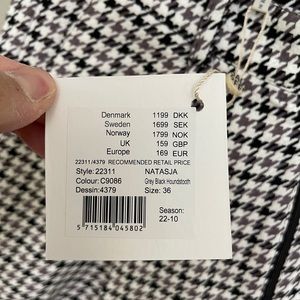 Denmark 1199 DKK
Sweden 1699 SEK
Norway 1799 NOK
UK 159 GBP
Europe 169 EUR
22311/4379 RECOMMENDED RETAIL PRICE
Style: 22311 NATASJA
Colour: C9086 Grey Black Houndstooth
Dessin: 4379 Size: 36
Season:
22-10
5 715184 045802